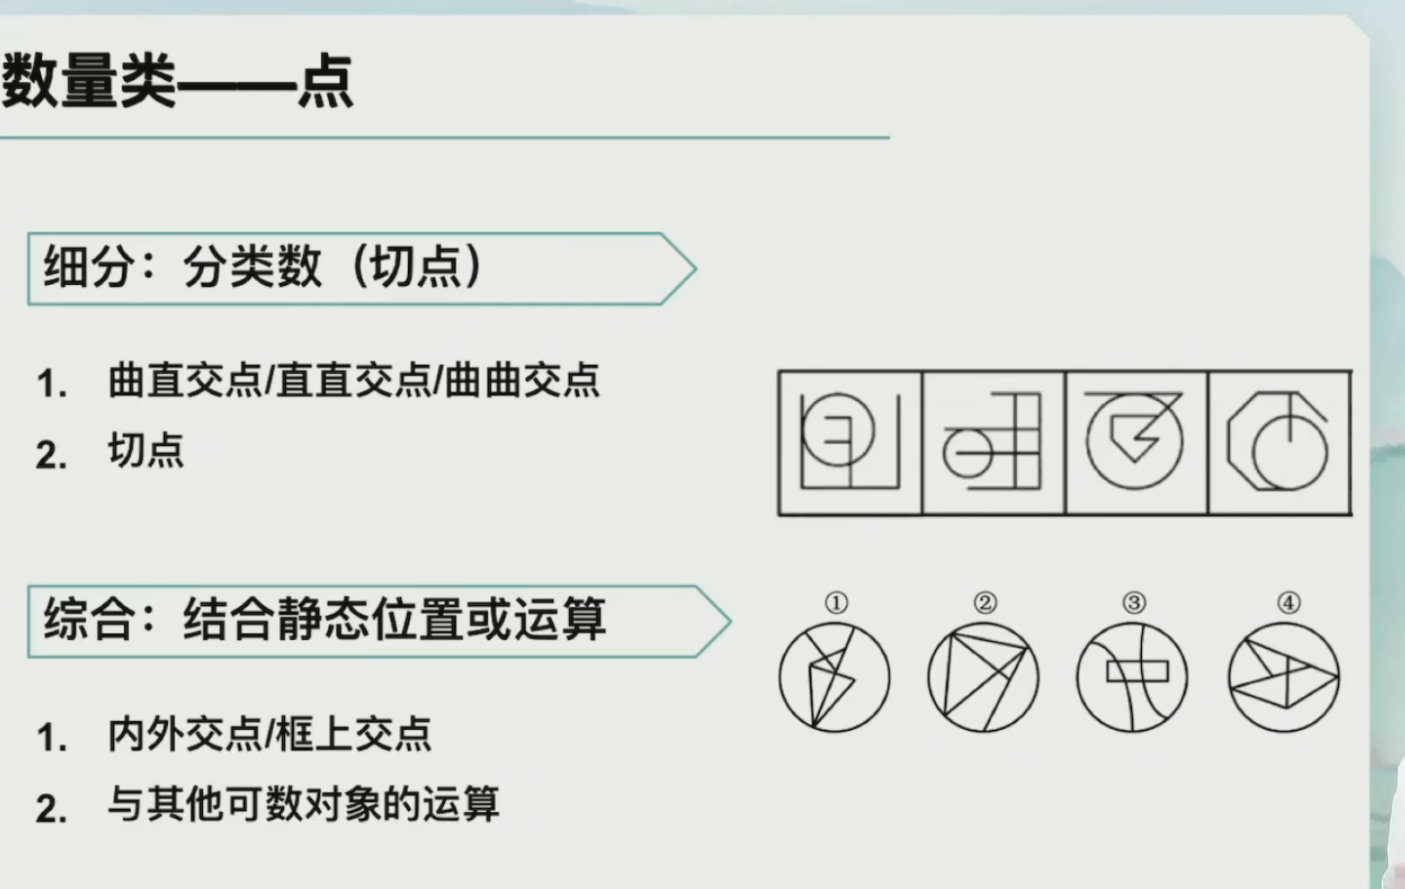 数量类——点
细分：分类数（切点）
1. 曲直交点/直直交点/曲曲交点
2. 切点
综合：结合静态位置或运算
① ② ③ ④
1. 内外交点/框上交点
2. 与其他可数对象的运算